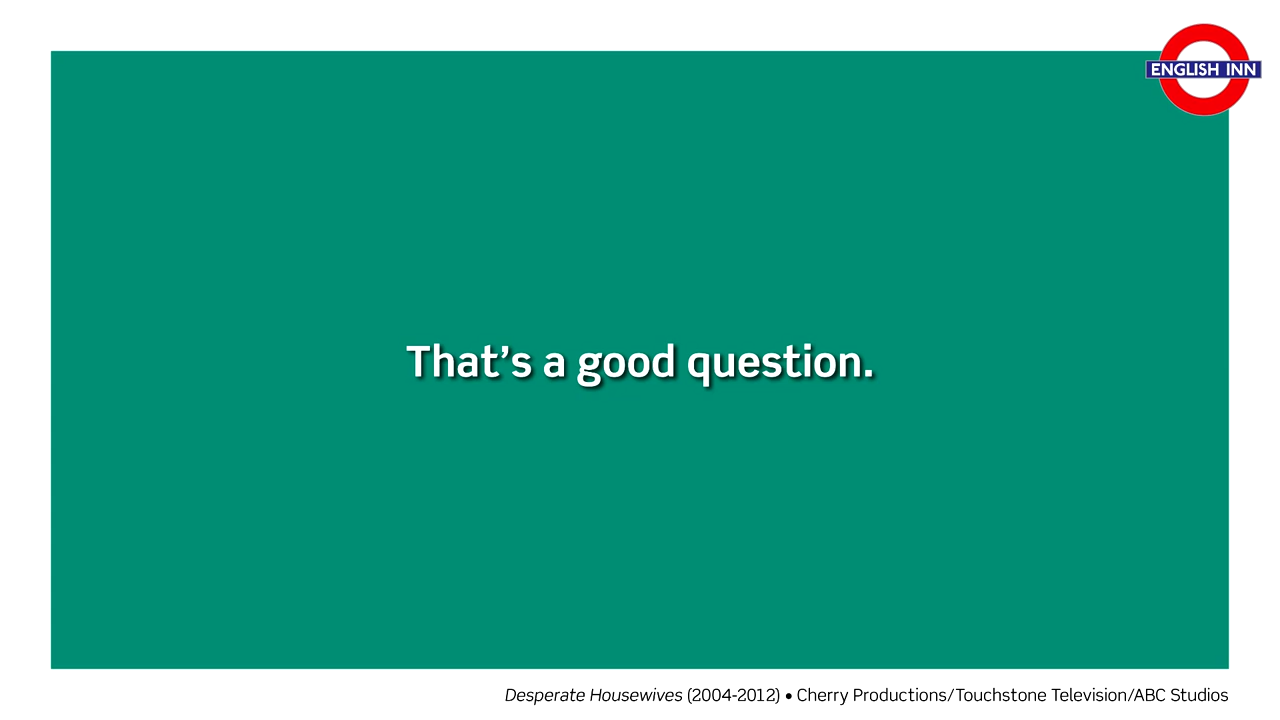 ENGLISH INN
That's a good question.
Desperate Housewives (2004-2012) • Cherry Productions/Touchstone Television/ABC Studios